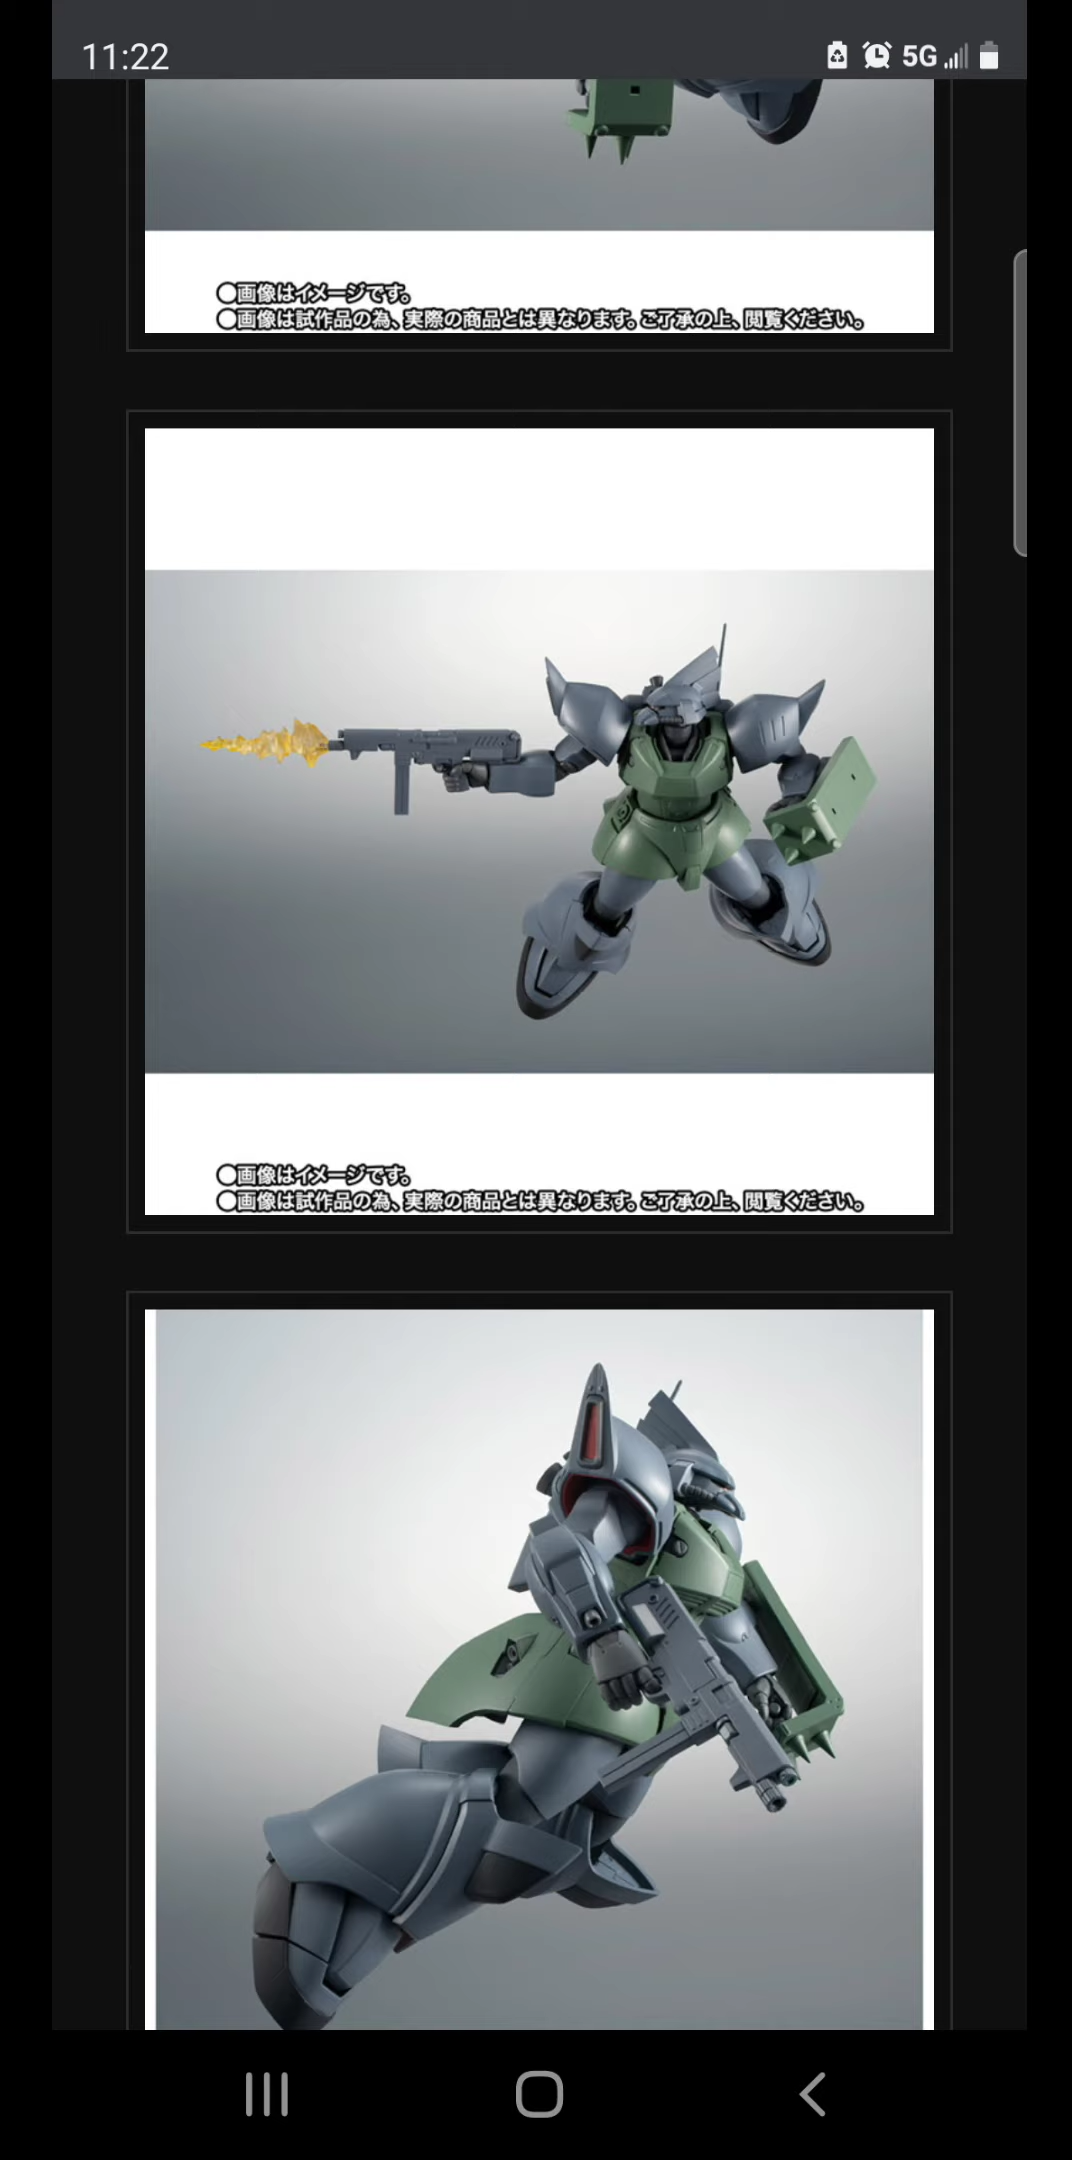 11:22
5G
●画像はイメージです。
●画像は試作品の為、実際の商品とは異なります。ご了承の上、閲覧ください。
●画像はイメージです。
●画像は試作品の為、実際の商品とは異なります。ご了承の上、閲覧ください。